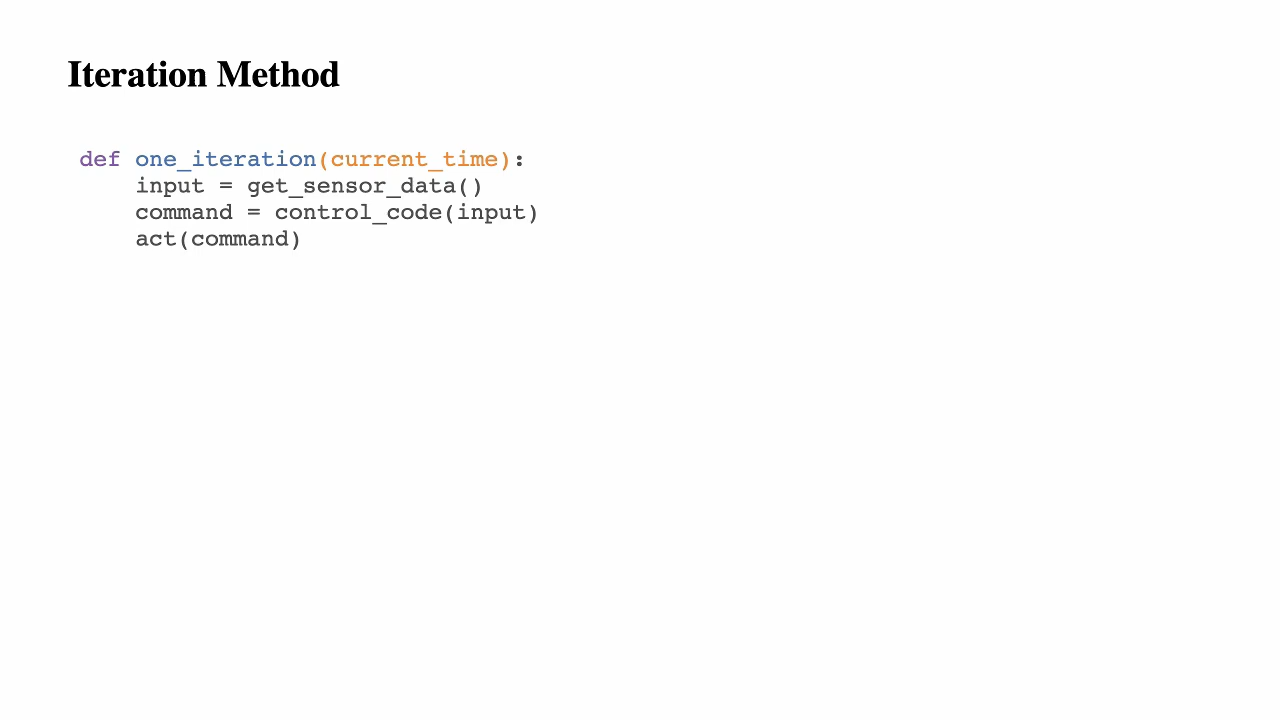 Iteration Method
def one_iteration(current_time):
    input = get_sensor_data()
    command = control_code(input)
    act(command)